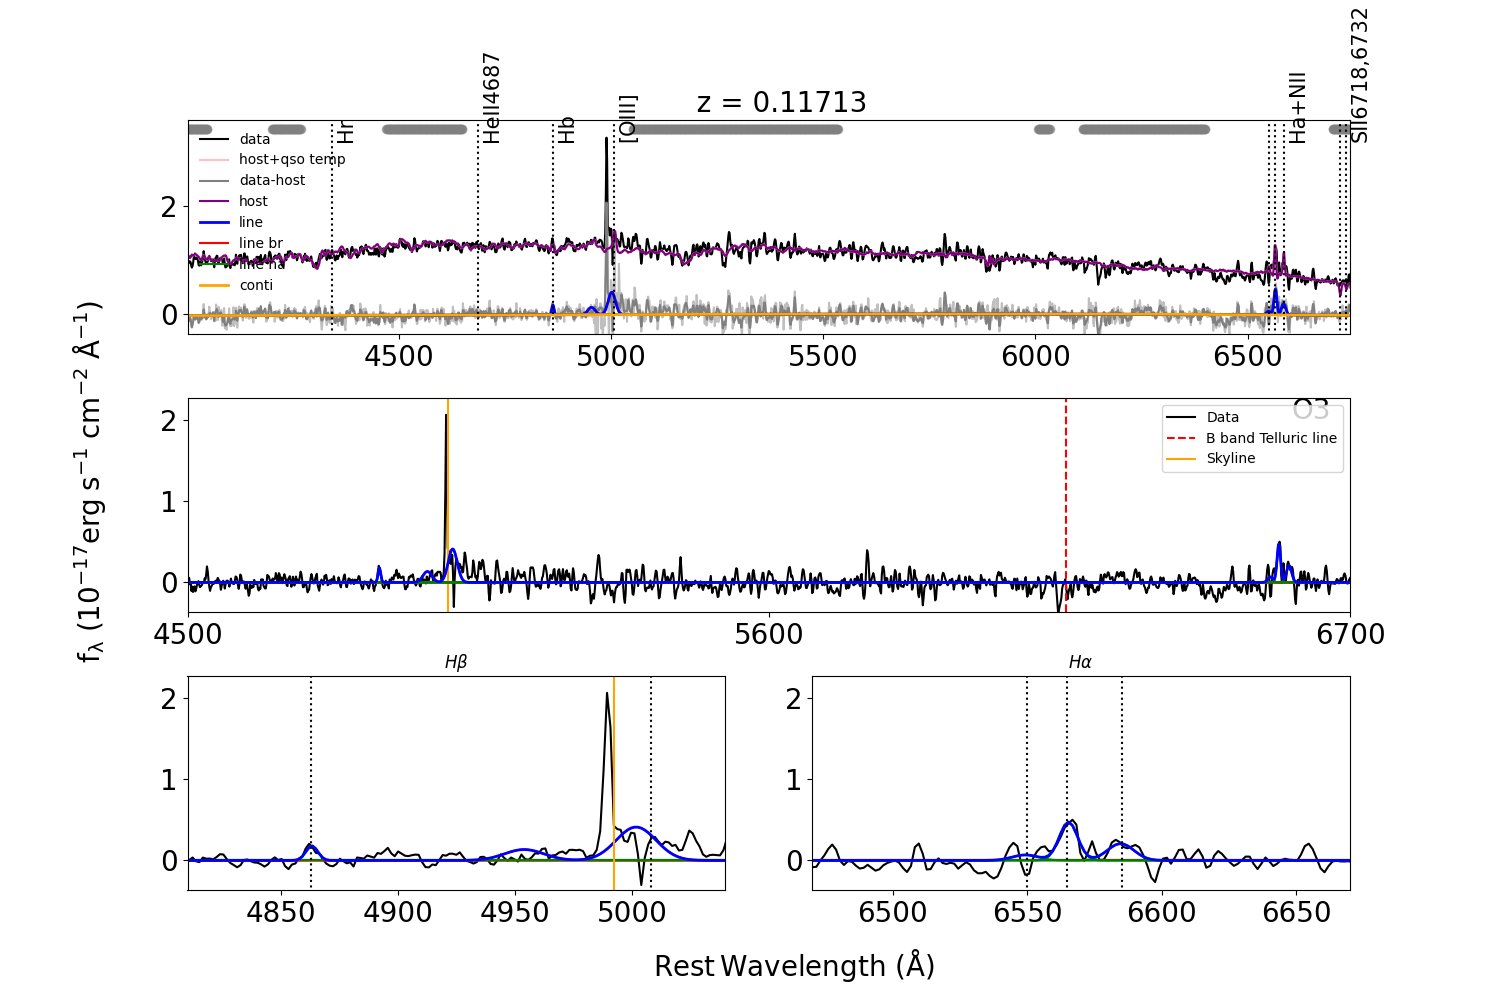 z = 0.11713
Hr
HeII4687
Hb
[OIII]
Ha+NII
SII6718,6732
data
host+qso temp
data-host
host
line
line br
line na
conti
2
0
4500 5000 5500 6000 6500
O3
Data
B band Telluric line
Skyline
2
1
0
4500 5600 6700
fλ (10−17erg s−1 cm−2 Å−1)
Hβ
2
1
0
4850 4900 4950 5000
Hα
2
1
0
6500 6550 6600 6650
Rest Wavelength (Å)